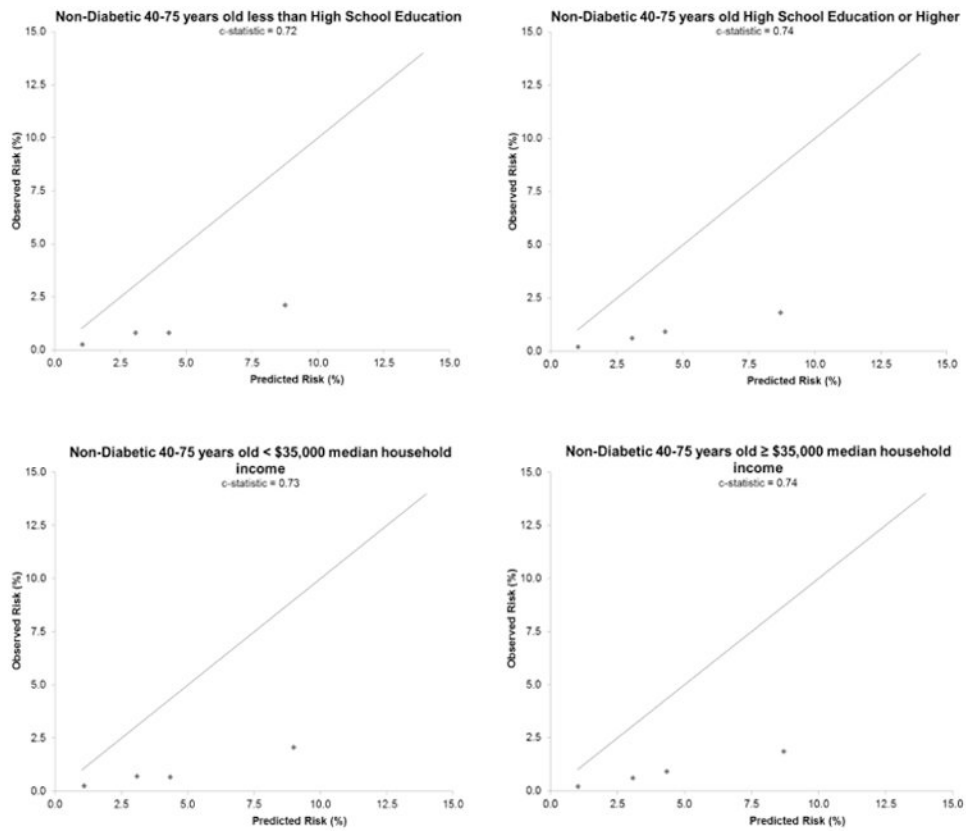 Non-Diabetic 40-75 years old less than High School Education
c-statistic = 0.72
15.0
12.5
10.0
7.5
5.0
2.5
0.0
Observed Risk (%)
0.0 2.5 5.0 7.5 10.0 12.5 15.0
Predicted Risk (%)
Non-Diabetic 40-75 years old High School Education or Higher
c-statistic = 0.74
15.0
12.5
10.0
7.5
5.0
2.5
0.0
Observed Risk (%)
0.0 2.5 5.0 7.5 10.0 12.5 15.0
Predicted Risk (%)
Non-Diabetic 40-75 years old < $35,000 median household
income
c-statistic = 0.73
15.0
12.5
10.0
7.5
5.0
2.5
0.0
Observed Risk (%)
0.0 2.5 5.0 7.5 10.0 12.5 15.0
Predicted Risk (%)
Non-Diabetic 40-75 years old ≥ $35,000 median household
income
c-statistic = 0.74
15.0
12.5
10.0
7.5
5.0
2.5
0.0
Observed Risk (%)
0.0 2.5 5.0 7.5 10.0 12.5 15.0
Predicted Risk (%)